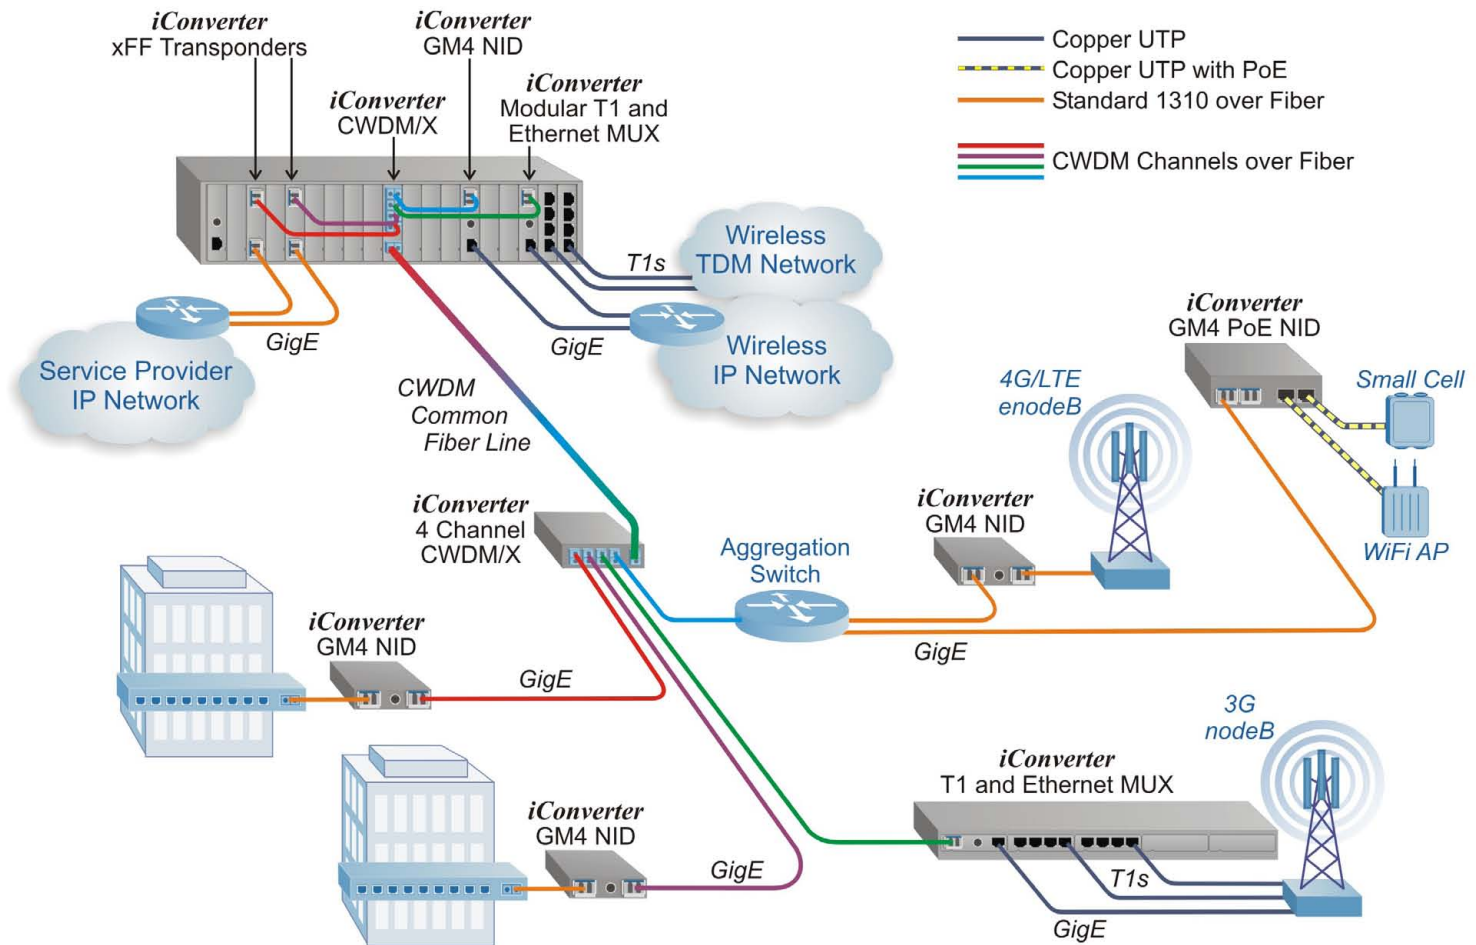 iConverter
xFF Transponders
iConverter
GM4 NID
iConverter
CWDM/X
iConverter
Modular T1 and
Ethernet MUX
Copper UTP
Copper UTP with PoE
Standard 1310 over Fiber
CWDM Channels over Fiber
T1s
Wireless
TDM Network
GigE
Service Provider
IP Network
GigE
Wireless
IP Network
CWDM
Common
Fiber Line
iConverter
GM4 PoE NID
4G/LTE
enodeB
Small Cell
WiFi AP
iConverter
4 Channel
CWDM/X
Aggregation
Switch
iConverter
GM4 NID
GigE
iConverter
GM4 NID
GigE
iConverter
GM4 NID
GigE
3G
nodeB
iConverter
T1 and Ethernet MUX
T1s
GigE